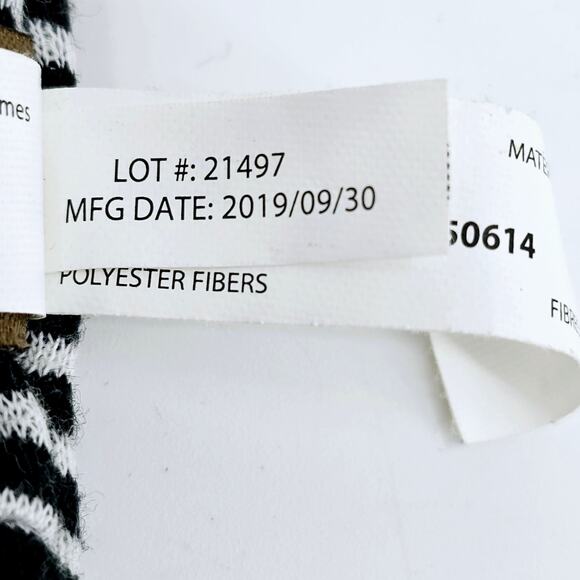 mes
LOT #: 21497
MFG DATE: 2019/09/30
MATE
50614
POLYESTER FIBERS
FIBR